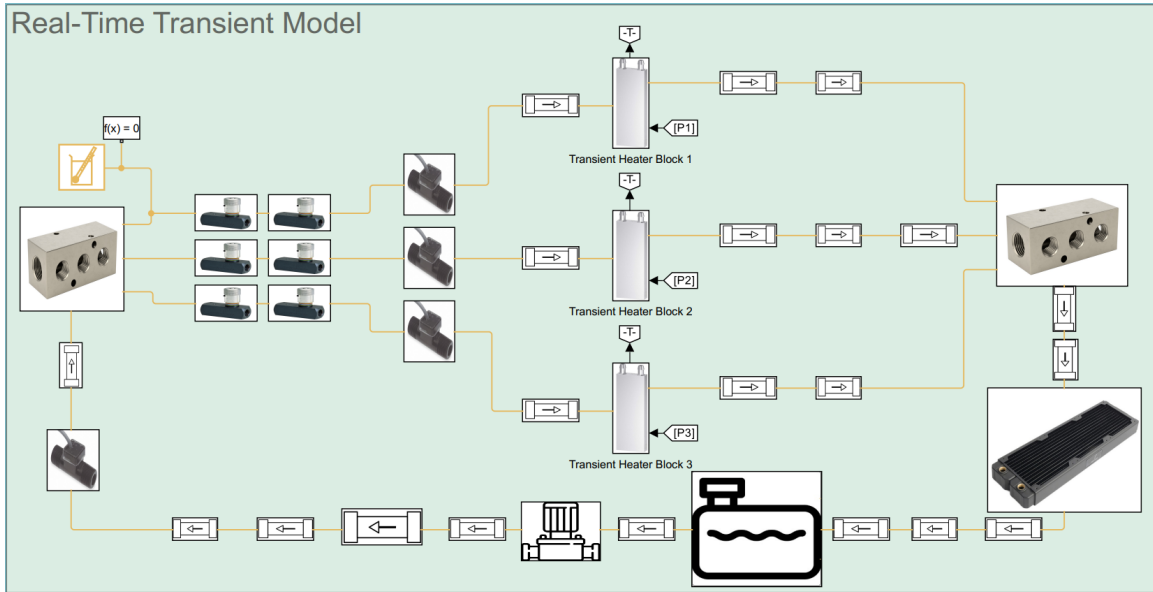 Real-Time Transient Model
-T-
f(x) = 0
[P1]
Transient Heater Block 1
-T-
[P2]
Transient Heater Block 2
-T-
[P3]
Transient Heater Block 3